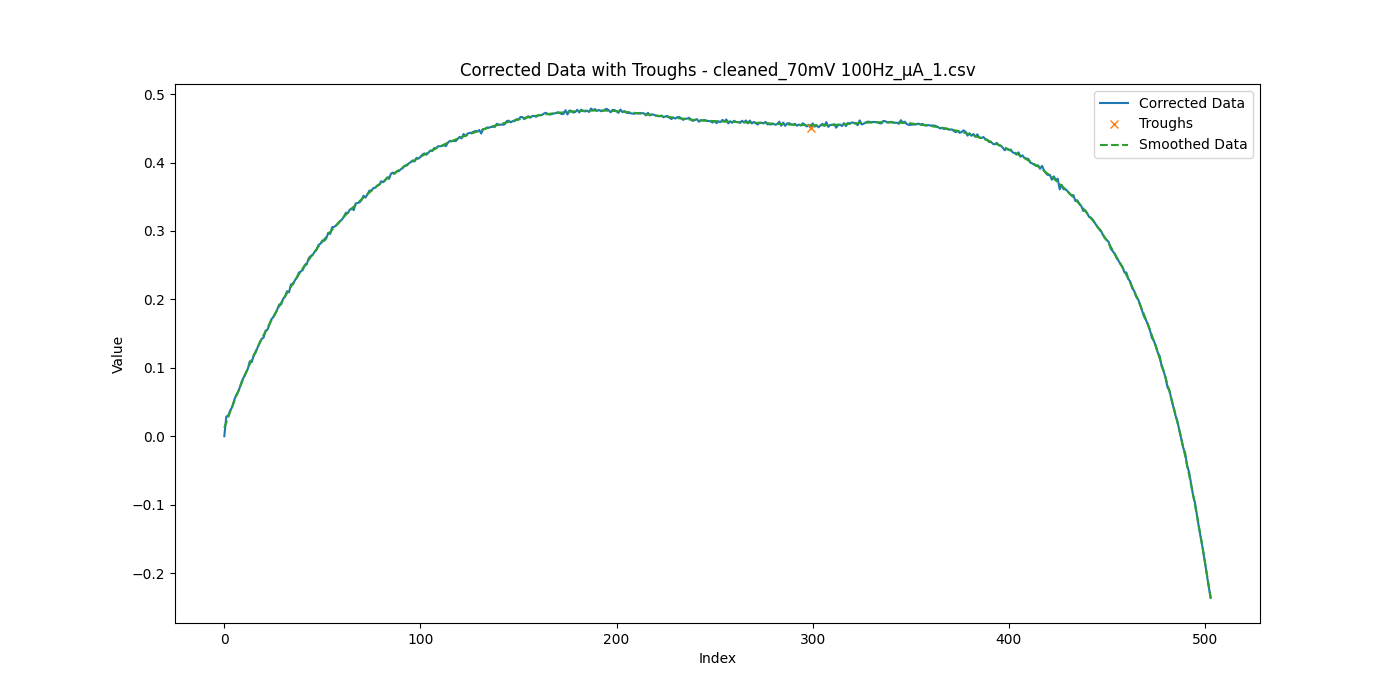 Corrected Data with Troughs - cleaned_70mV 100Hz_µA_1.csv
Corrected Data
Troughs
Smoothed Data
Value
0.5
0.4
0.3
0.2
0.1
0.0
−0.1
−0.2
0
100
200
300
400
500
Index